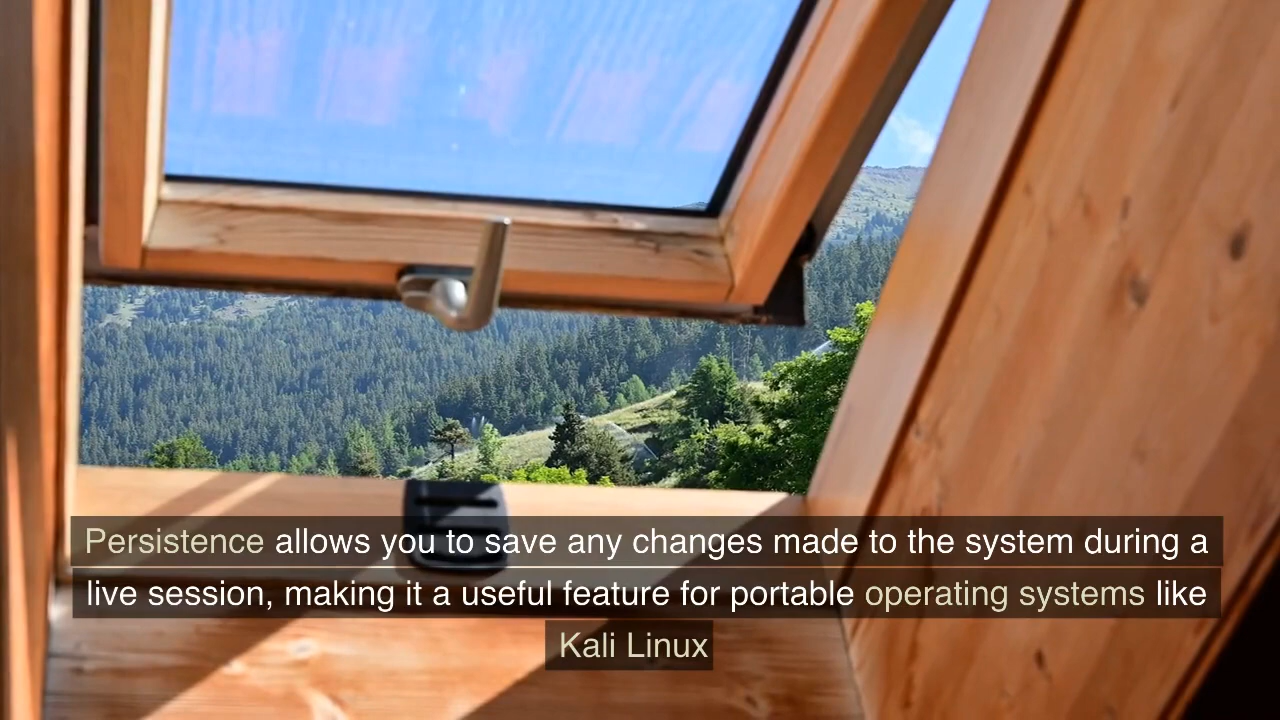 Persistence allows you to save any changes made to the system during a
live session, making it a useful feature for portable operating systems like
Kali Linux